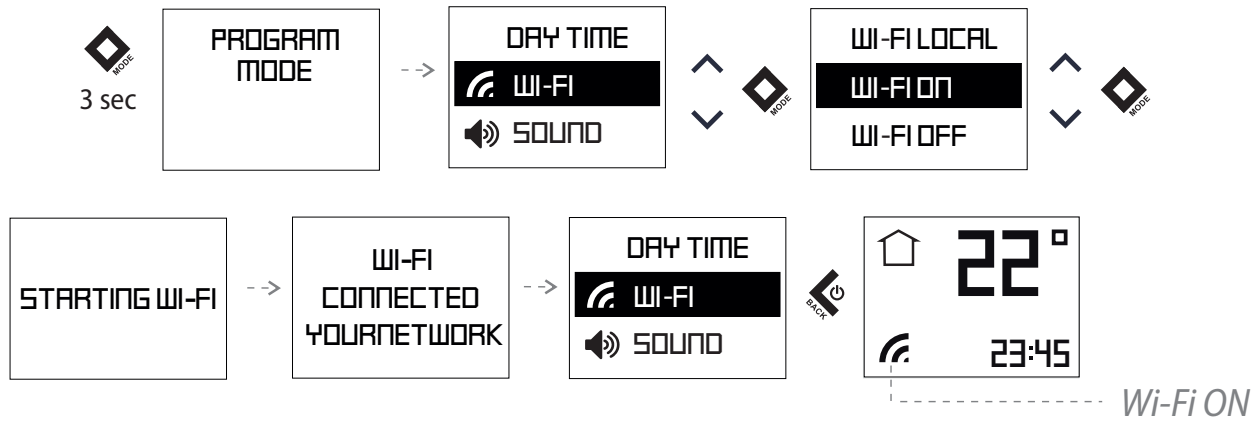 MODE
3 sec
PROGRAM
MODE
DAY TIME
WI-FI
SOUND
MODE
WI-FI LOCAL
WI-FI ON
WI-FI OFF
MODE
STARTING WI-FI
WI-FI
CONNECTED
YOURNETWORK
DAY TIME
WI-FI
SOUND
BACK
22°
23:45
Wi-Fi ON